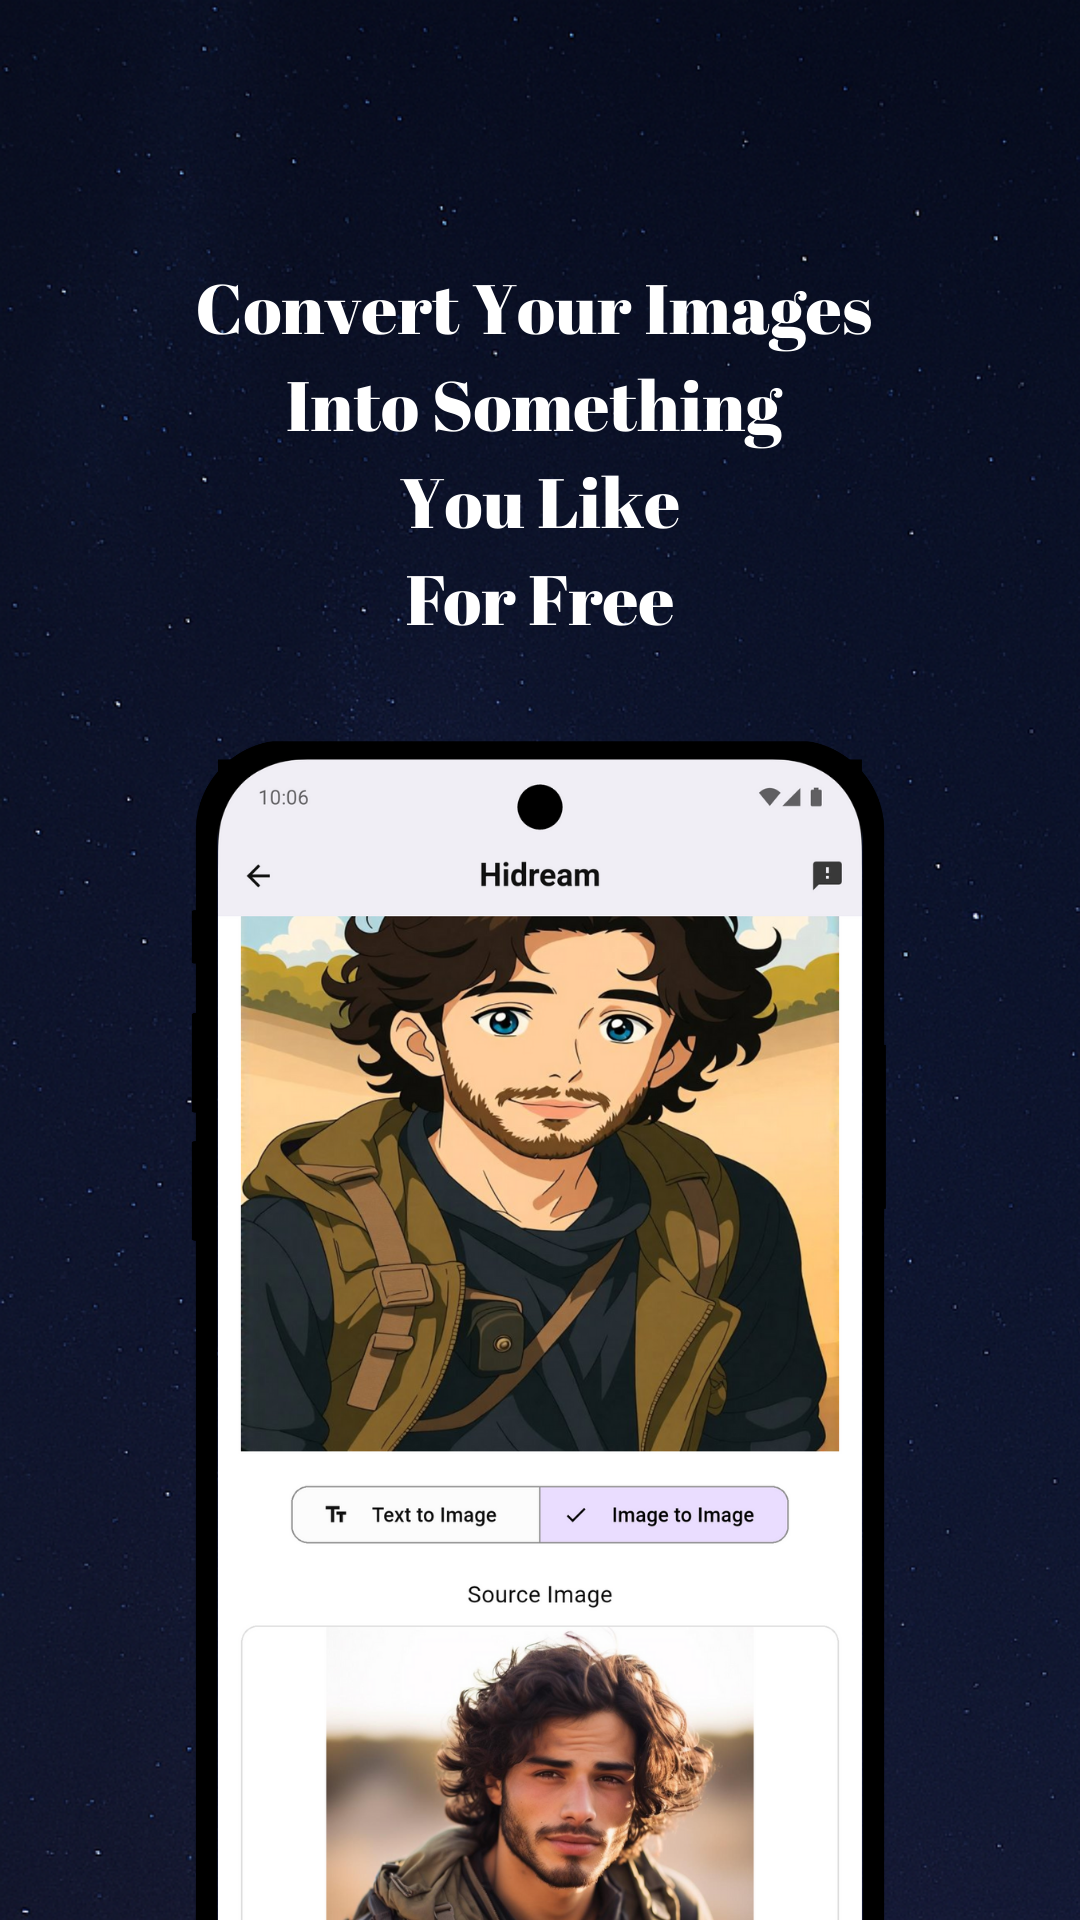 Convert Your Images
Into Something
You Like
For Free
10:06
Hidream
Text to Image
Image to Image
Source Image